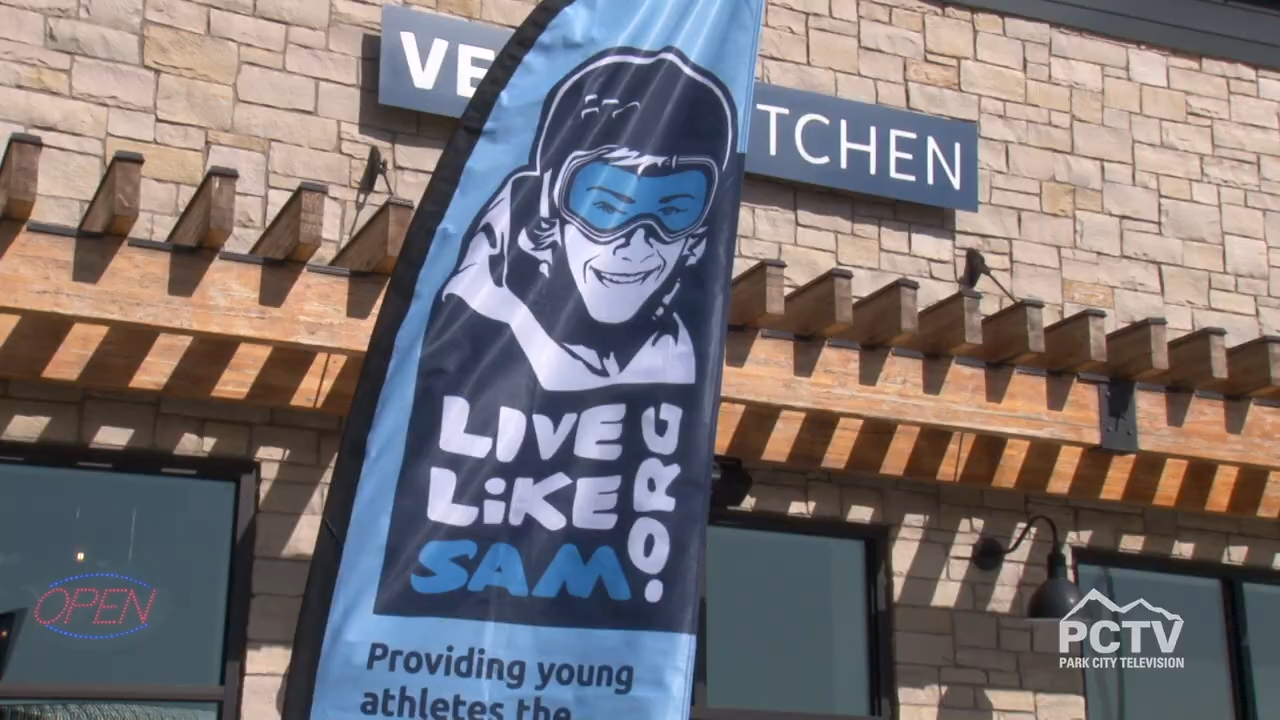 VE
TCHEN
LIVE
LiKE
SAM
.ORG
Providing young
athletes the
OPEN
PCTV
PARK CITY TELEVISION